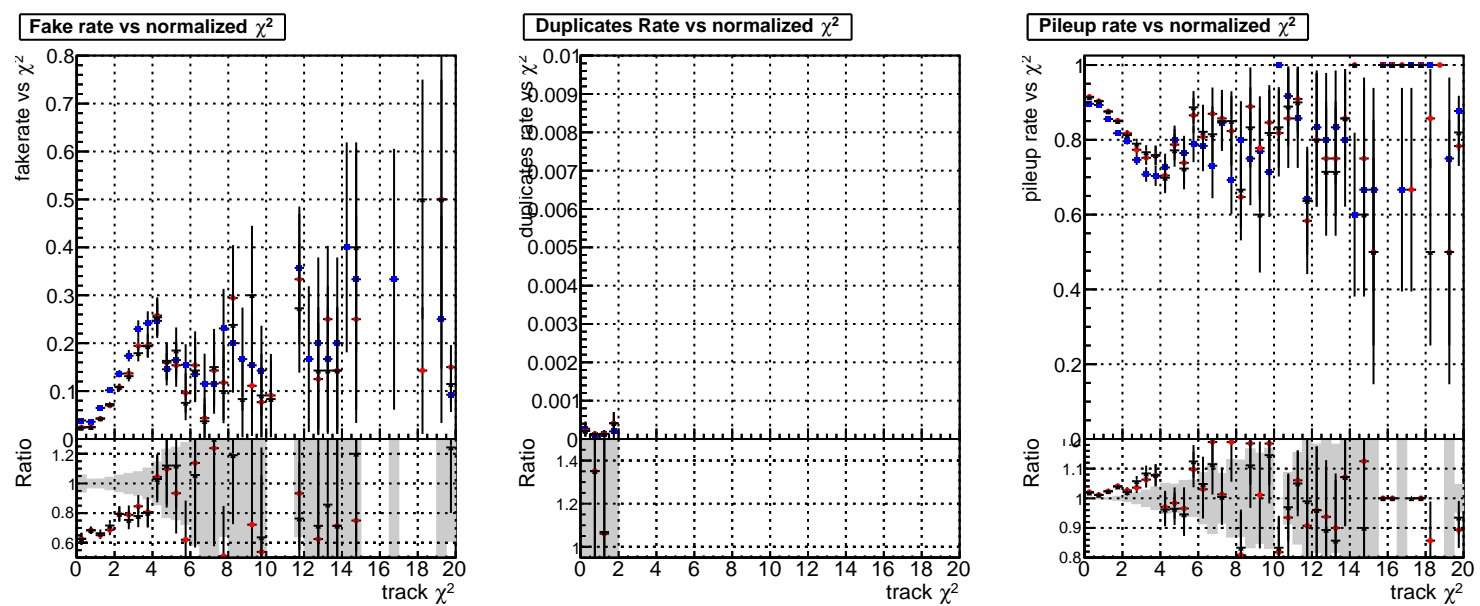 Fake rate vs normalized χ²
fakerate vs χ²
0.8
0.7
0.6
0.5
0.4
0.3
0.2
0.1
0
Ratio
1.2
1
0.8
0.6
0 2 4 6 8 10 12 14 16 18 20
track χ²
Duplicates Rate vs normalized χ²
duplicates rate vs χ²
0.01
0.009
0.008
0.007
0.006
0.005
0.004
0.003
0.002
0.001
0
Ratio
1.4
1.2
1
0 2 4 6 8 10 12 14 16 18 20
track χ²
Pileup rate vs normalized χ²
pileup rate vs χ²
1
0.8
0.6
0.4
0.2
0
Ratio
1.1
1
0.9
0.8
0 2 4 6 8 10 12 14 16 18 20
track χ²